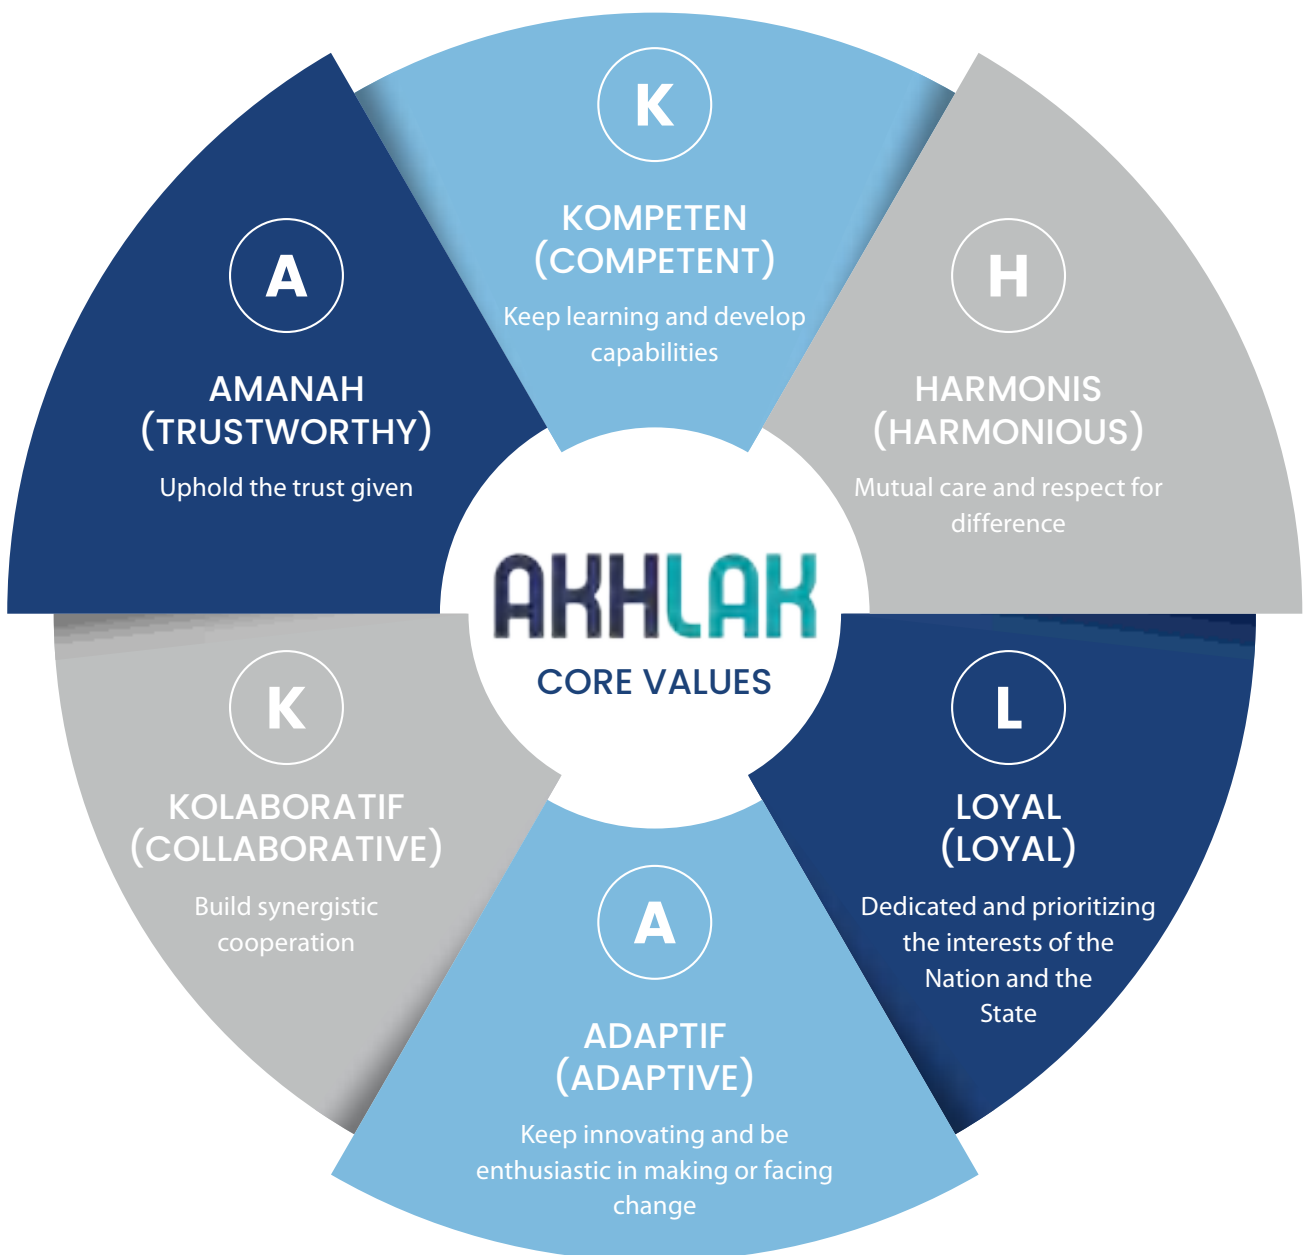 A
AMANAH
(TRUSTWORTHY)
Uphold the trust given
K
KOMPETEN
(COMPETENT)
Keep learning and develop
capabilities
H
HARMONIS
(HARMONIOUS)
Mutual care and respect for
difference
L
LOYAL
(LOYAL)
Dedicated and prioritizing
the interests of the
Nation and the
State
A
ADAPTIF
(ADAPTIVE)
Keep innovating and be
enthusiastic in making or facing
change
K
KOLABORATIF
(COLLABORATIVE)
Build synergistic
cooperation
AKHLAK
CORE VALUES